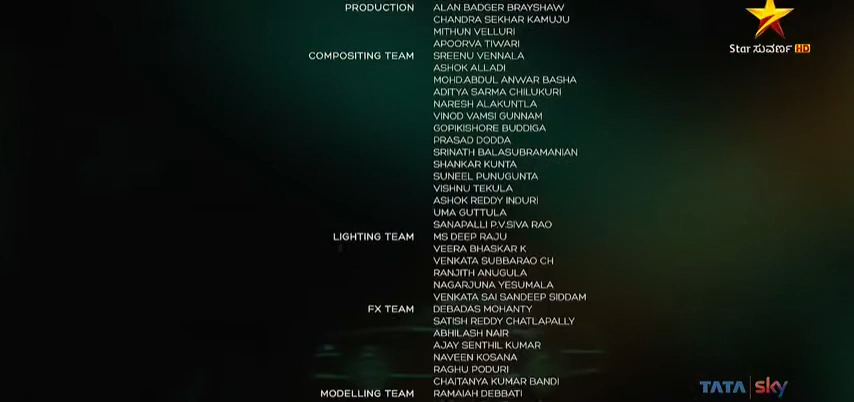 PRODUCTION ALAN BADGER BRAYSHAW
CHANDRA SEKHAR KAMUJU
MITHUN VELLURI
APOORVA TIWARI
COMPOSITING TEAM SREENU VENNALA
ASHOK ALLADI
MOHD.ABDUL ANWAR BASHA
ADITYA SARMA CHILUKURI
NARESH ALAKUNTLA
VINOD VAMSI GUNNAM
GOPIKISHORE BUDDIGA
PRASAD DODDA
SRINATH BALASUBRAMANIAN
SHANKAR KUNTA
SUNEEL PUNUGUNTA
VISHNU TEKULA
ASHOK REDDY INDURI
UMA GUTTULA
SANAPALLI P.V.SIVA RAO
LIGHTING TEAM MS DEEP RAJU
VEERA BHASKAR K
VENKATA SUBBARAO CH
RANJITH ANUGULA
NAGARJUNA YESUMALA
VENKATA SAI SANDEEP SIDDAM
FX TEAM DEBADAS MOHANTY
SATISH REDDY CHATLAPALLY
ABHILASH NAIR
AJAY SENTHIL KUMAR
NAVEEN KOSANA
RAGHU PODURI
CHAITANYA KUMAR BANDI
MODELLING TEAM RAMAIAH DEBBATI
Star ಸುವರ್ಣ HD
TATA sky